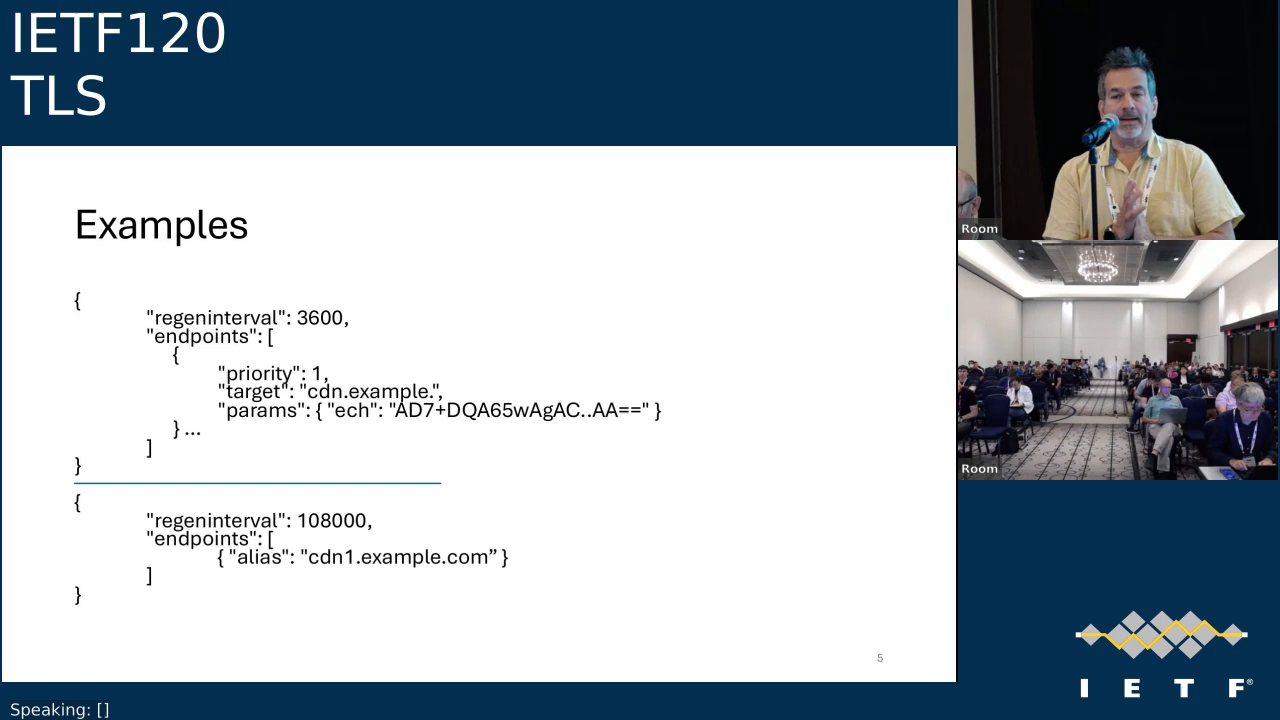 IETF120
TLS
Examples
{
"regeninterval": 3600,
"endpoints": [
{
"priority": 1,
"target": "cdn.example.",
"params": { "ech": "AD7+DQA65wAgAC..AA==" }
} ...
]
}
{
"regeninterval": 108000,
"endpoints": [
{ "alias": "cdn1.example.com” }
]
}
5
Room
Room
I E T F®
Speaking: []